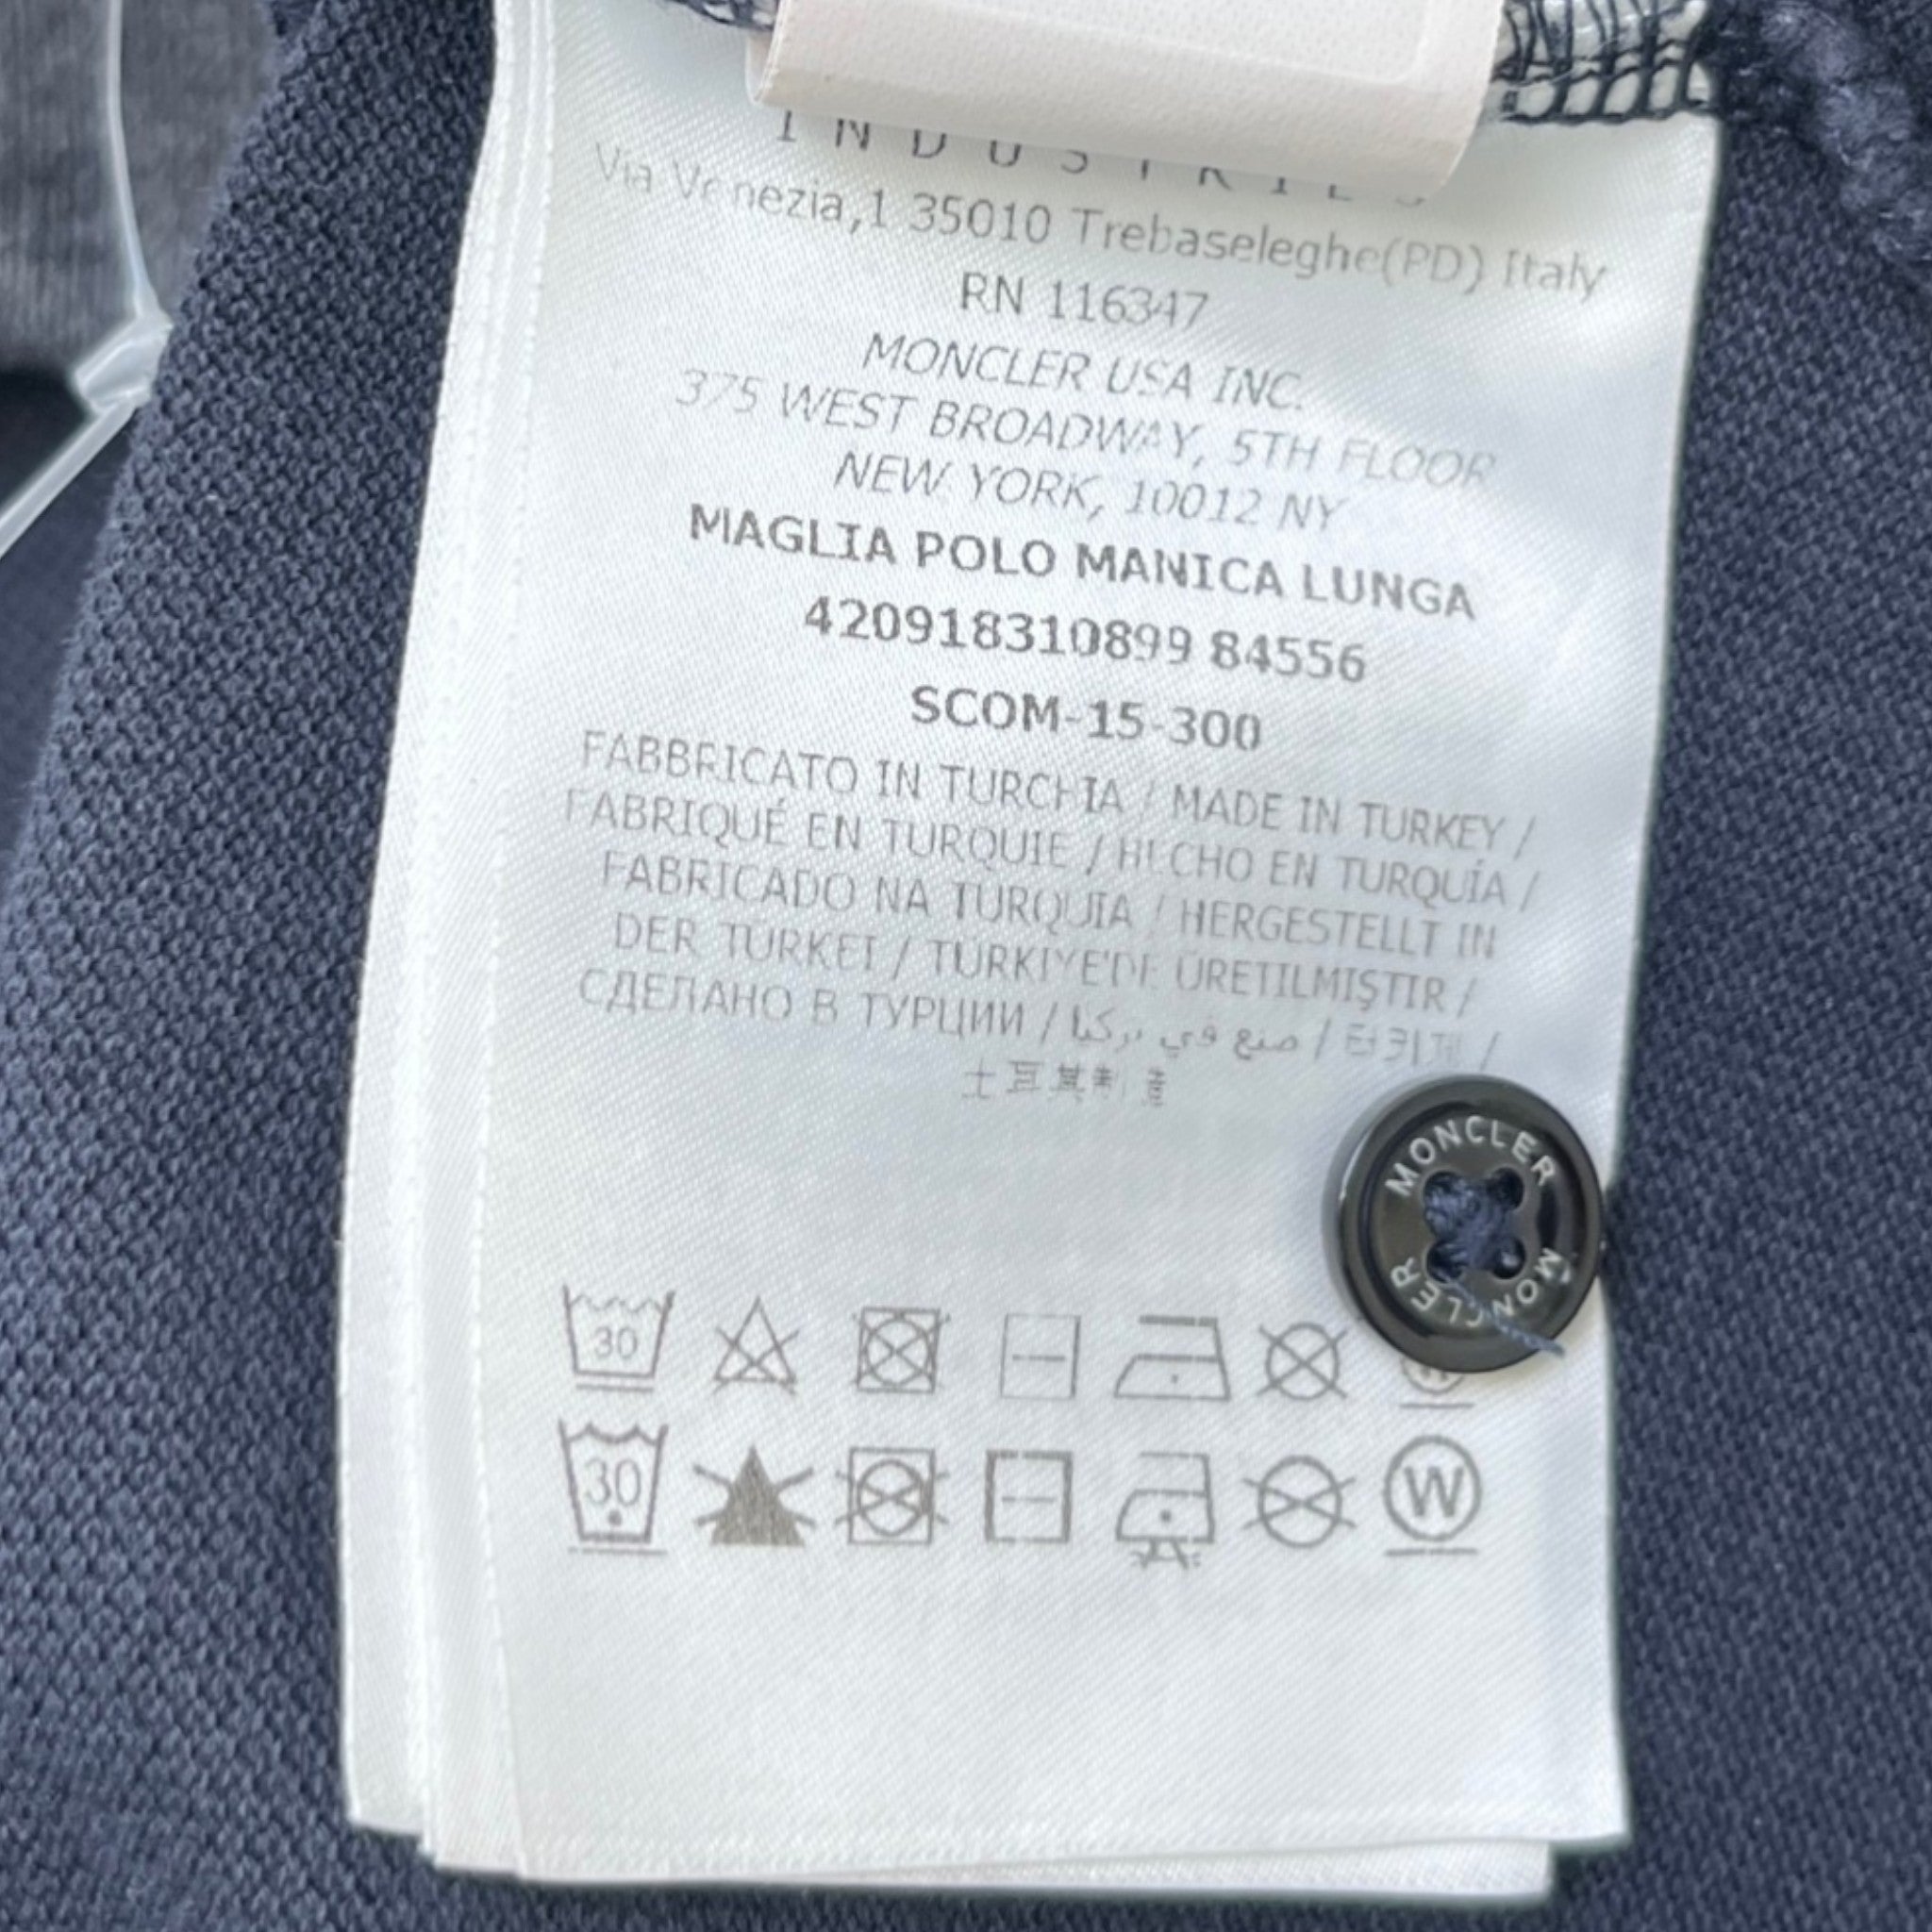 INDUSTRIES
Via Venezia,1 35010 Trebaseleghe(PD) Italy
RN 116347
MONCLER USA INC.
375 WEST BROADWAY, 5TH FLOOR
NEW YORK, 10012 NY
MAGLIA POLO MANICA LUNGA
420918310899 84556
SCOM-15-300
FABBRICATO IN TURCHIA / MADE IN TURKEY /
FABRIQUÉ EN TURQUIE / HECHO EN TURQUÍA /
FABRICADO NA TURQUIA / HERGESTELLT IN
DER TÜRKEI / TÜRKIYE'DE ÜRETILMIŞTIR /
СДЕЛАНО В ТУРЦИИ / صنع في تركيا / 터키제 /
土耳其制造
MONCLER
MONCLER
30
30
W